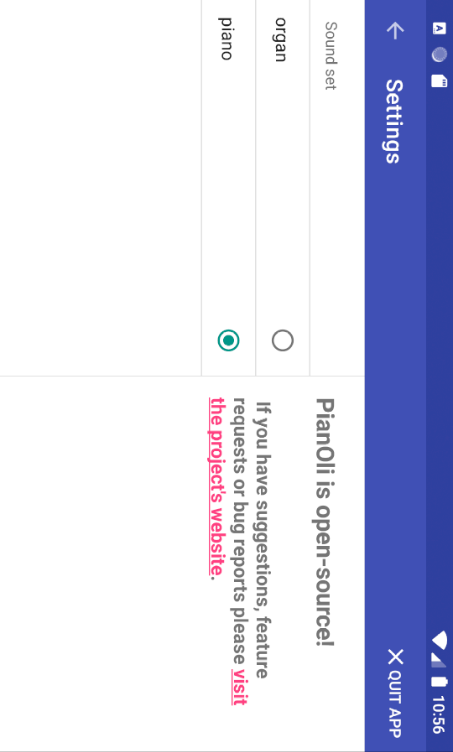 10:56
Settings
QUIT APP
Sound set
organ
piano
PianOli is open-source!
If you have suggestions, feature
requests or bug reports please visit
the project's website.